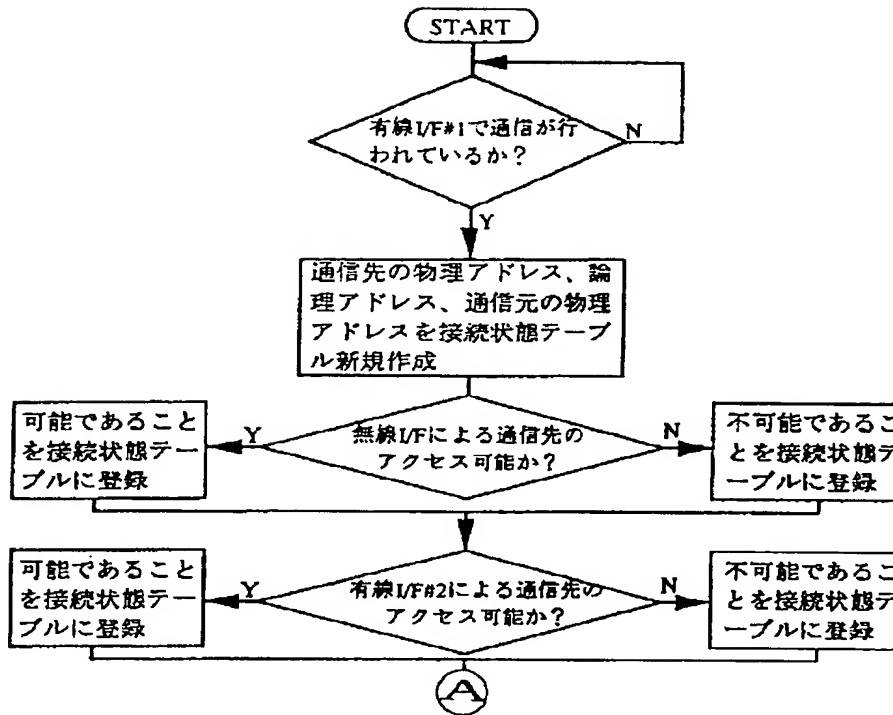 START
有線I/F#1で通信が行
われているか？
N
Y
通信先の物理アドレス、論
理アドレス、通信元の物理
アドレスを接続状態テーブ
ル新規作成
可能であること
を接続状態テー
ブルに登録
Y
無線I/Fによる通信先の
アクセス可能か？
N
不可能であるこ
とを接続状態テ
ーブルに登録
可能であること
を接続状態テー
ブルに登録
Y
有線I/F#2による通信先の
アクセス可能か？
N
不可能であるこ
とを接続状態テ
ーブルに登録
A